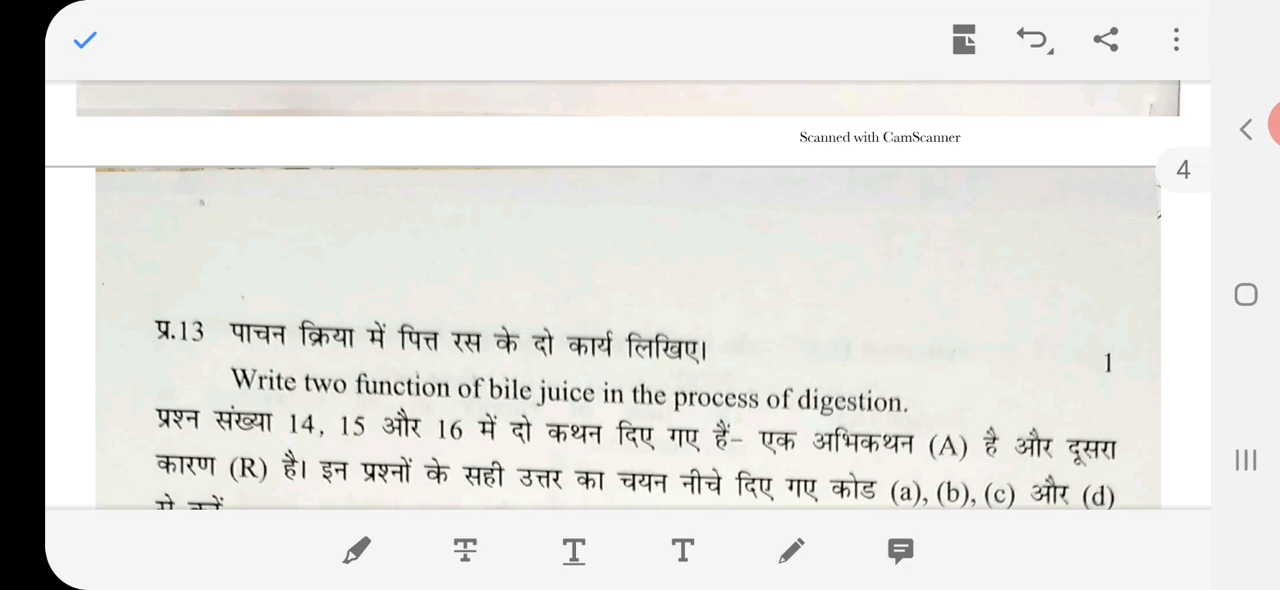 Scanned with CamScanner
4
प्र.13 पाचन क्रिया में पित्त रस के दो कार्य लिखिए।
1
Write two function of bile juice in the process of digestion.
प्रश्न संख्या 14, 15 और 16 में दो कथन दिए गए हैं– एक अभिकथन (A) है और दूसरा
कारण (R) है। इन प्रश्नों के सही उत्तर का चयन नीचे दिए गए कोड (a), (b), (c) और (d)